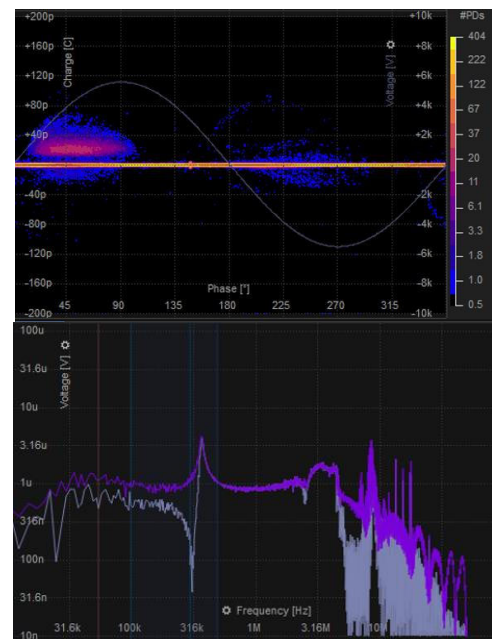 +200p +10k #PDs
+160p +8k 404
+120p +6k 222
+80p +4k 122
+40p +2k 67
Charge [C] Voltage [V] 37
0 20
-40p -2k 11
-80p -4k 6.1
-120p -6k 3.3
-160p -8k 1.8
-200p -10k 1.0
0.5
Phase [°]
45 90 135 180 225 270 315
100u
31.6u
Voltage [V]
10u
3.16u
1u
316n
100n
31.6n
10n
Frequency [Hz]
31.6k 100k 316k 1M 3.16M 10M